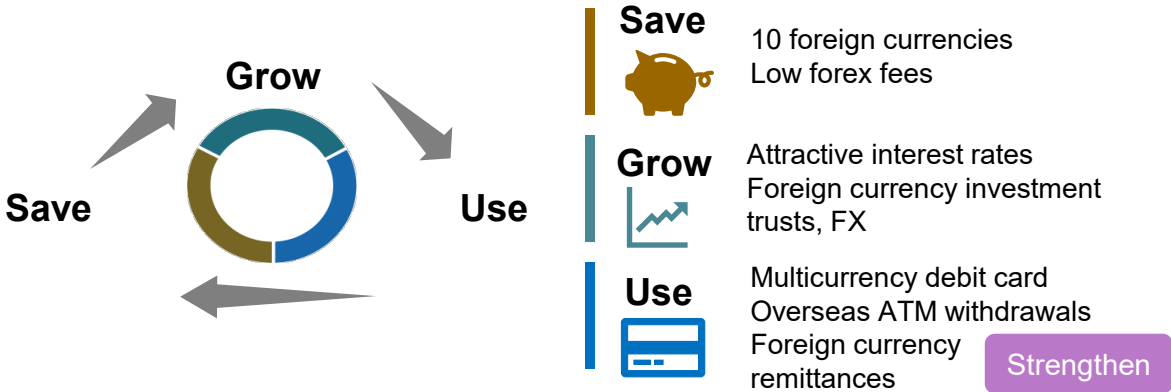 Grow
Save
Use
Save
10 foreign currencies
Low forex fees
Grow
Attractive interest rates
Foreign currency investment
trusts, FX
Use
Multicurrency debit card
Overseas ATM withdrawals
Foreign currency
remittances
Strengthen